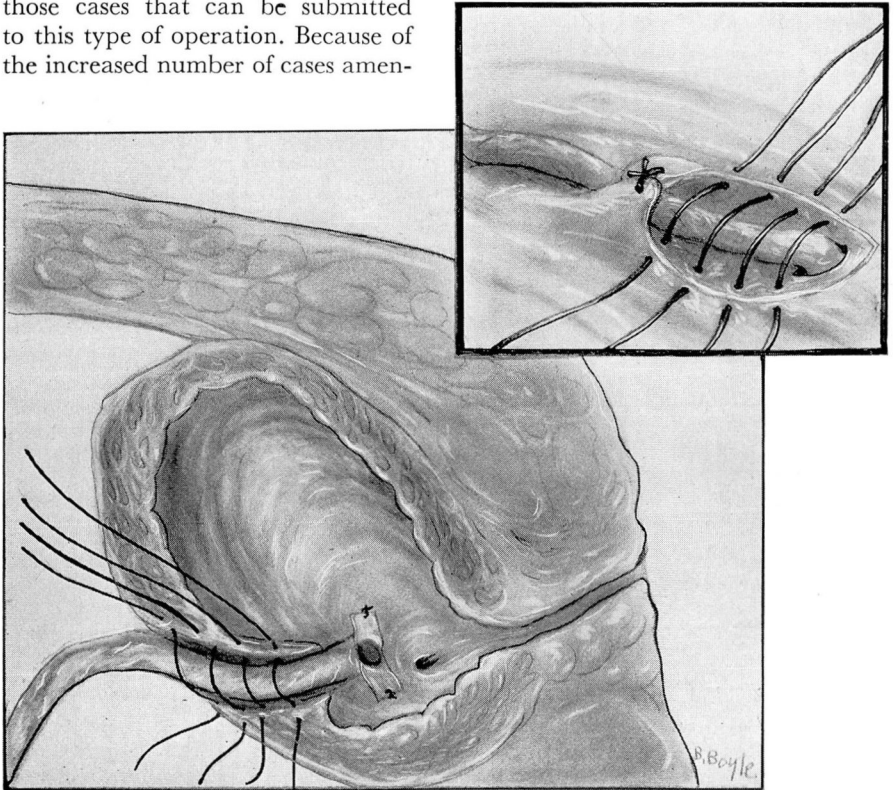 those cases that can be submitted
to this type of operation. Because of
the increased number of cases amen-
B. Boyle.